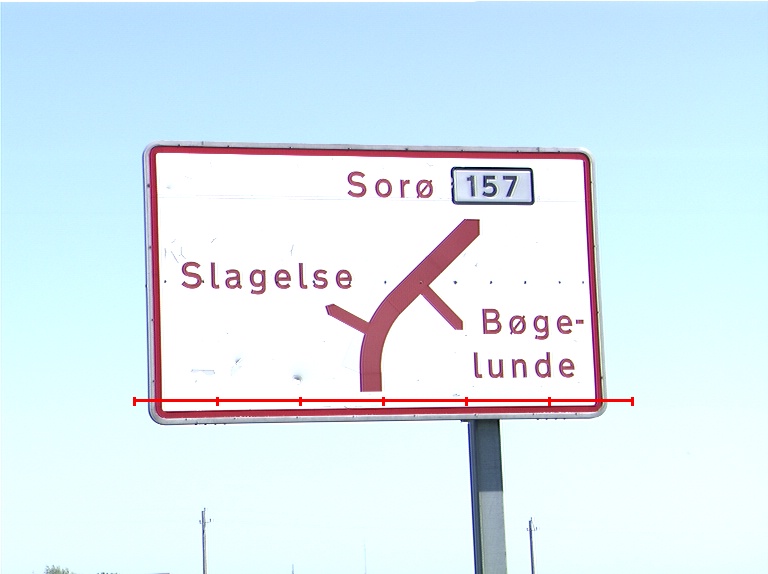 Sorø 157
Slagelse
Bøge-
lunde